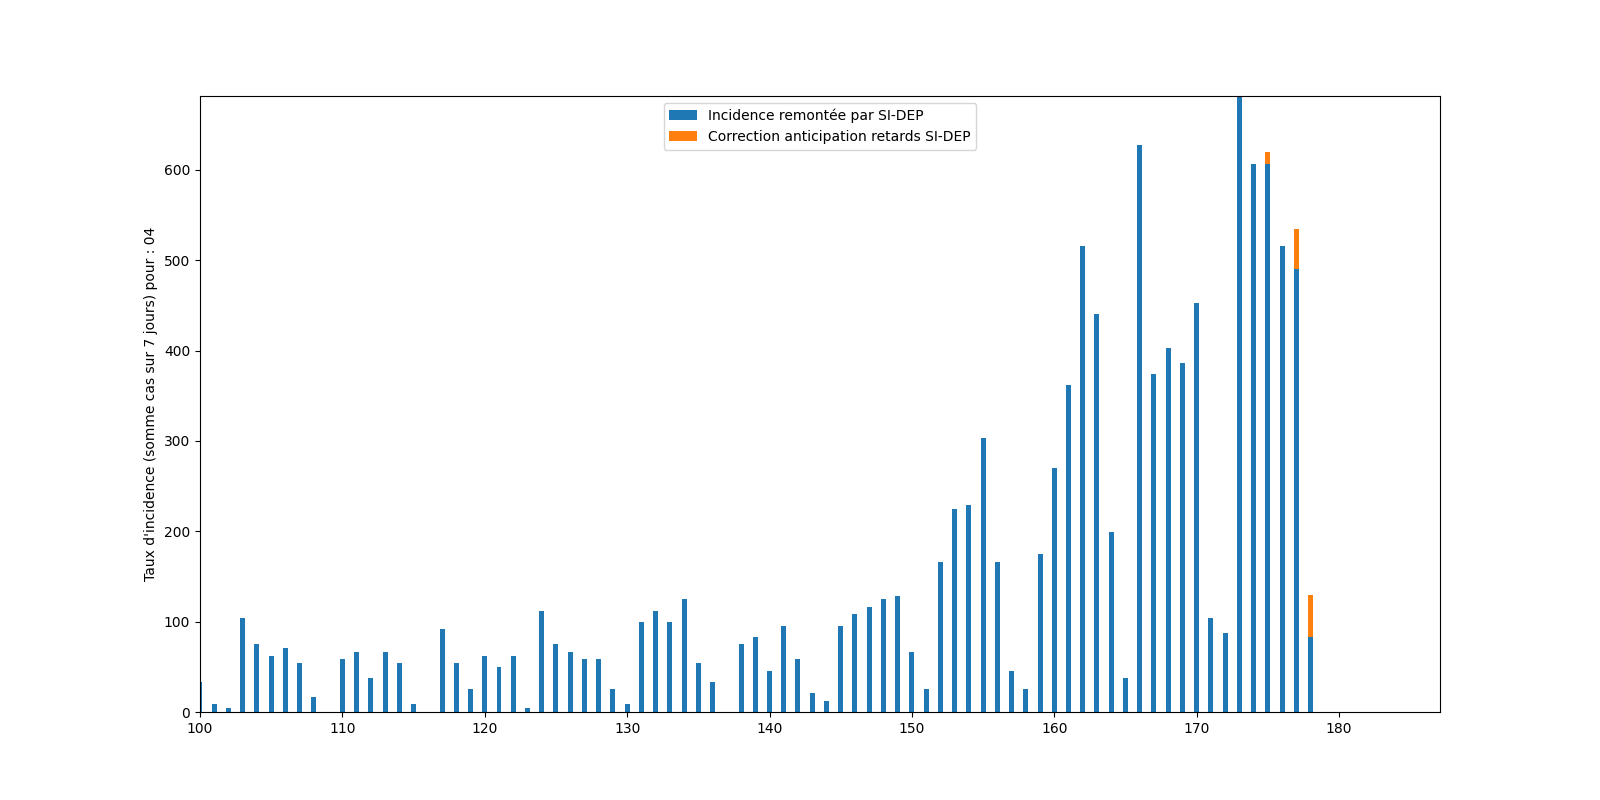 Incidence remontée par SI-DEP
Correction anticipation retards SI-DEP
Taux d'incidence (somme cas sur 7 jours) pour : 04
600
500
400
300
200
100
0
100 110 120 130 140 150 160 170 180